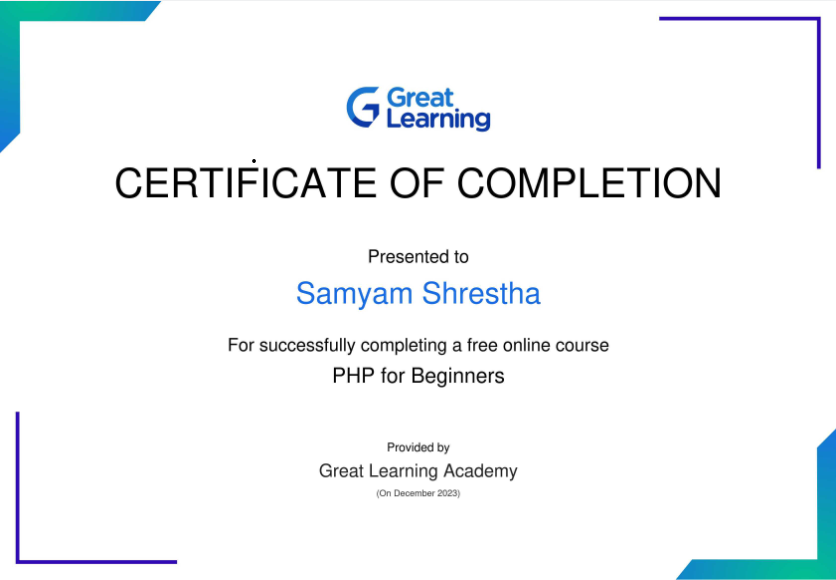 Great
Learning
CERTIFICATE OF COMPLETION
Presented to
Samyam Shrestha
For successfully completing a free online course
PHP for Beginners
Provided by
Great Learning Academy
(On December 2023)